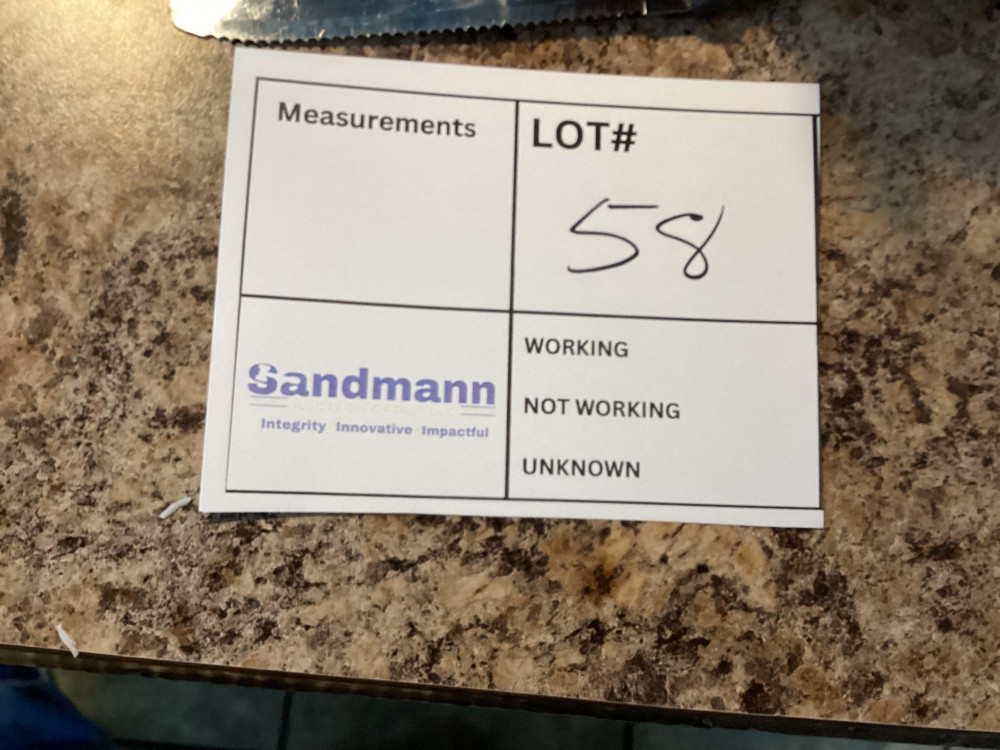 Measurements
LOT#
58
Sandmann
Integrity Innovative Impactful
WORKING
NOT WORKING
UNKNOWN